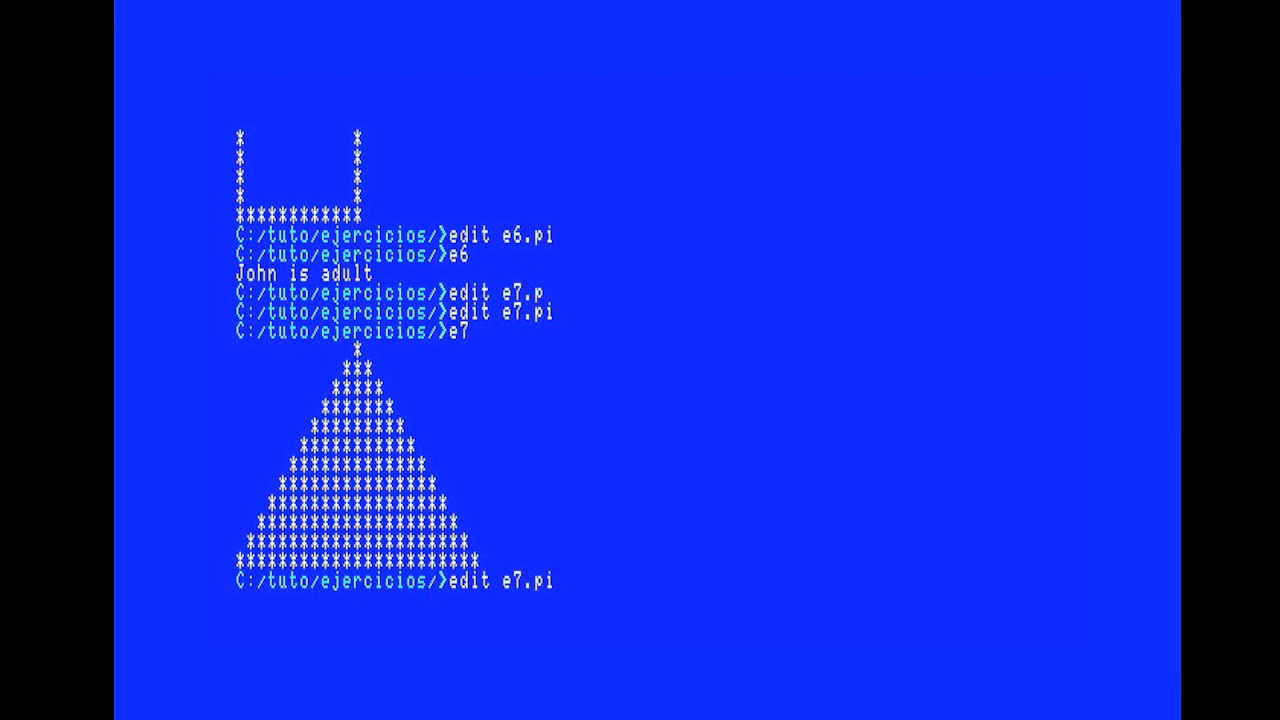 *          *
*          *
*          *
*          *
************
C:/tuto/ejercicios/>edit e6.pi
C:/tuto/ejercicios/>e6
John is adult
C:/tuto/ejercicios/>edit e7.p
C:/tuto/ejercicios/>edit e7.pi
C:/tuto/ejercicios/>e7
           *
          ***
         *****
        *******
       *********
      ***********
     *************
    ***************
   *****************
  *******************
 *********************
***********************
C:/tuto/ejercicios/>edit e7.pi